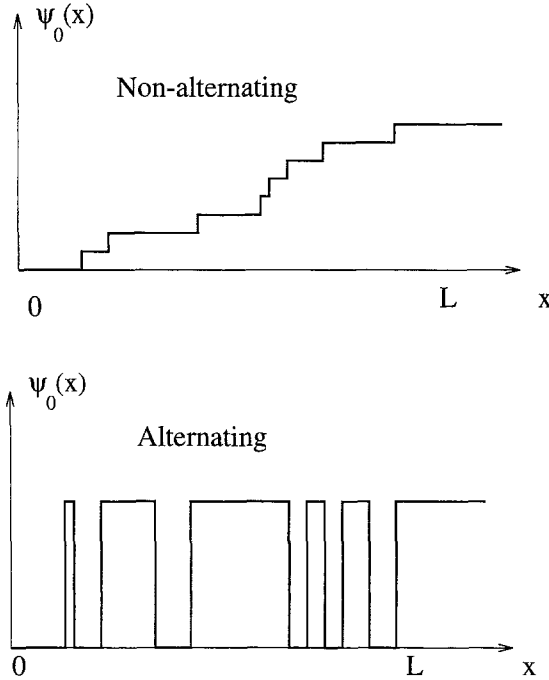 ψ₀(x)
Non-alternating
0 L x
ψ₀(x)
Alternating
0 L x